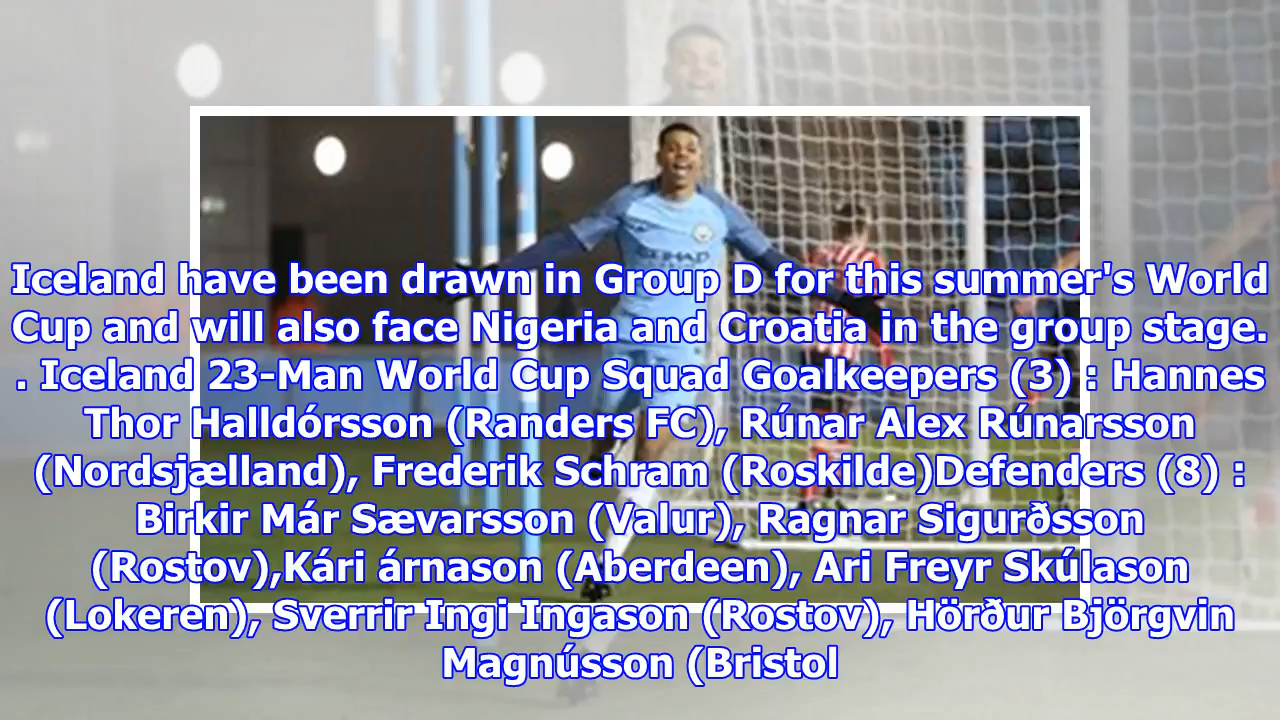 ETIHAD
Iceland have been drawn in Group D for this summer's World
Cup and will also face Nigeria and Croatia in the group stage.
. Iceland 23-Man World Cup Squad Goalkeepers (3) : Hannes
Thor Halldórsson (Randers FC), Rúnar Alex Rúnarsson
(Nordsjælland), Frederik Schram (Roskilde)Defenders (8) :
Birkir Már Sævarsson (Valur), Ragnar Sigurðsson
(Rostov),Kári árnason (Aberdeen), Ari Freyr Skúlason
(Lokeren), Sverrir Ingi Ingason (Rostov), Hörður Björgvin
Magnússon (Bristol